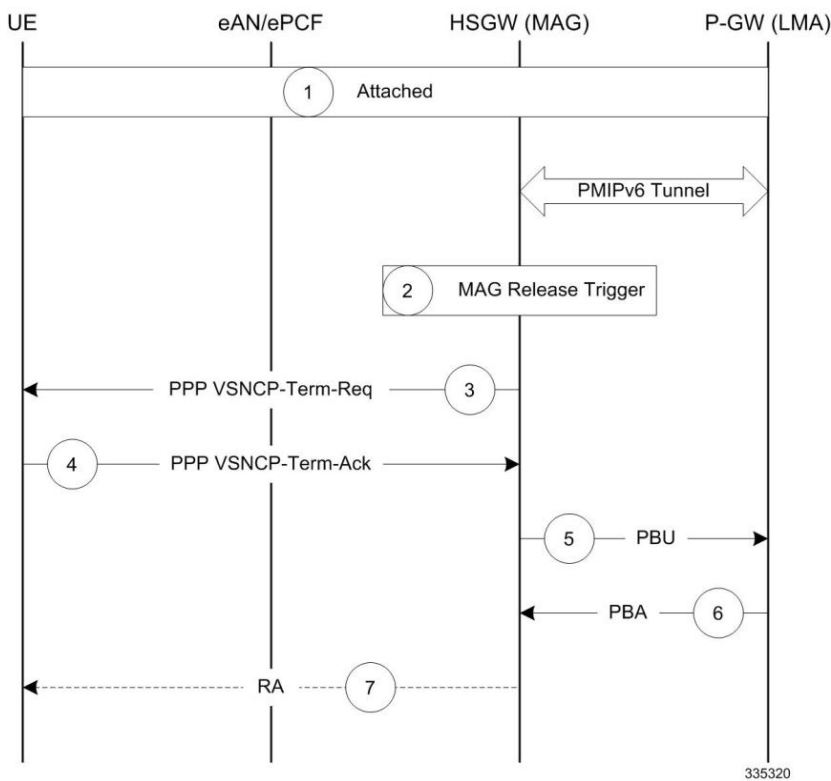 UE eAN/ePCF HSGW (MAG) P-GW (LMA)
1 Attached
PMIPv6 Tunnel
2 MAG Release Trigger
PPP VSNCP-Term-Req 3
4 PPP VSNCP-Term-Ack
5 PBU
PBA 6
RA 7
335320